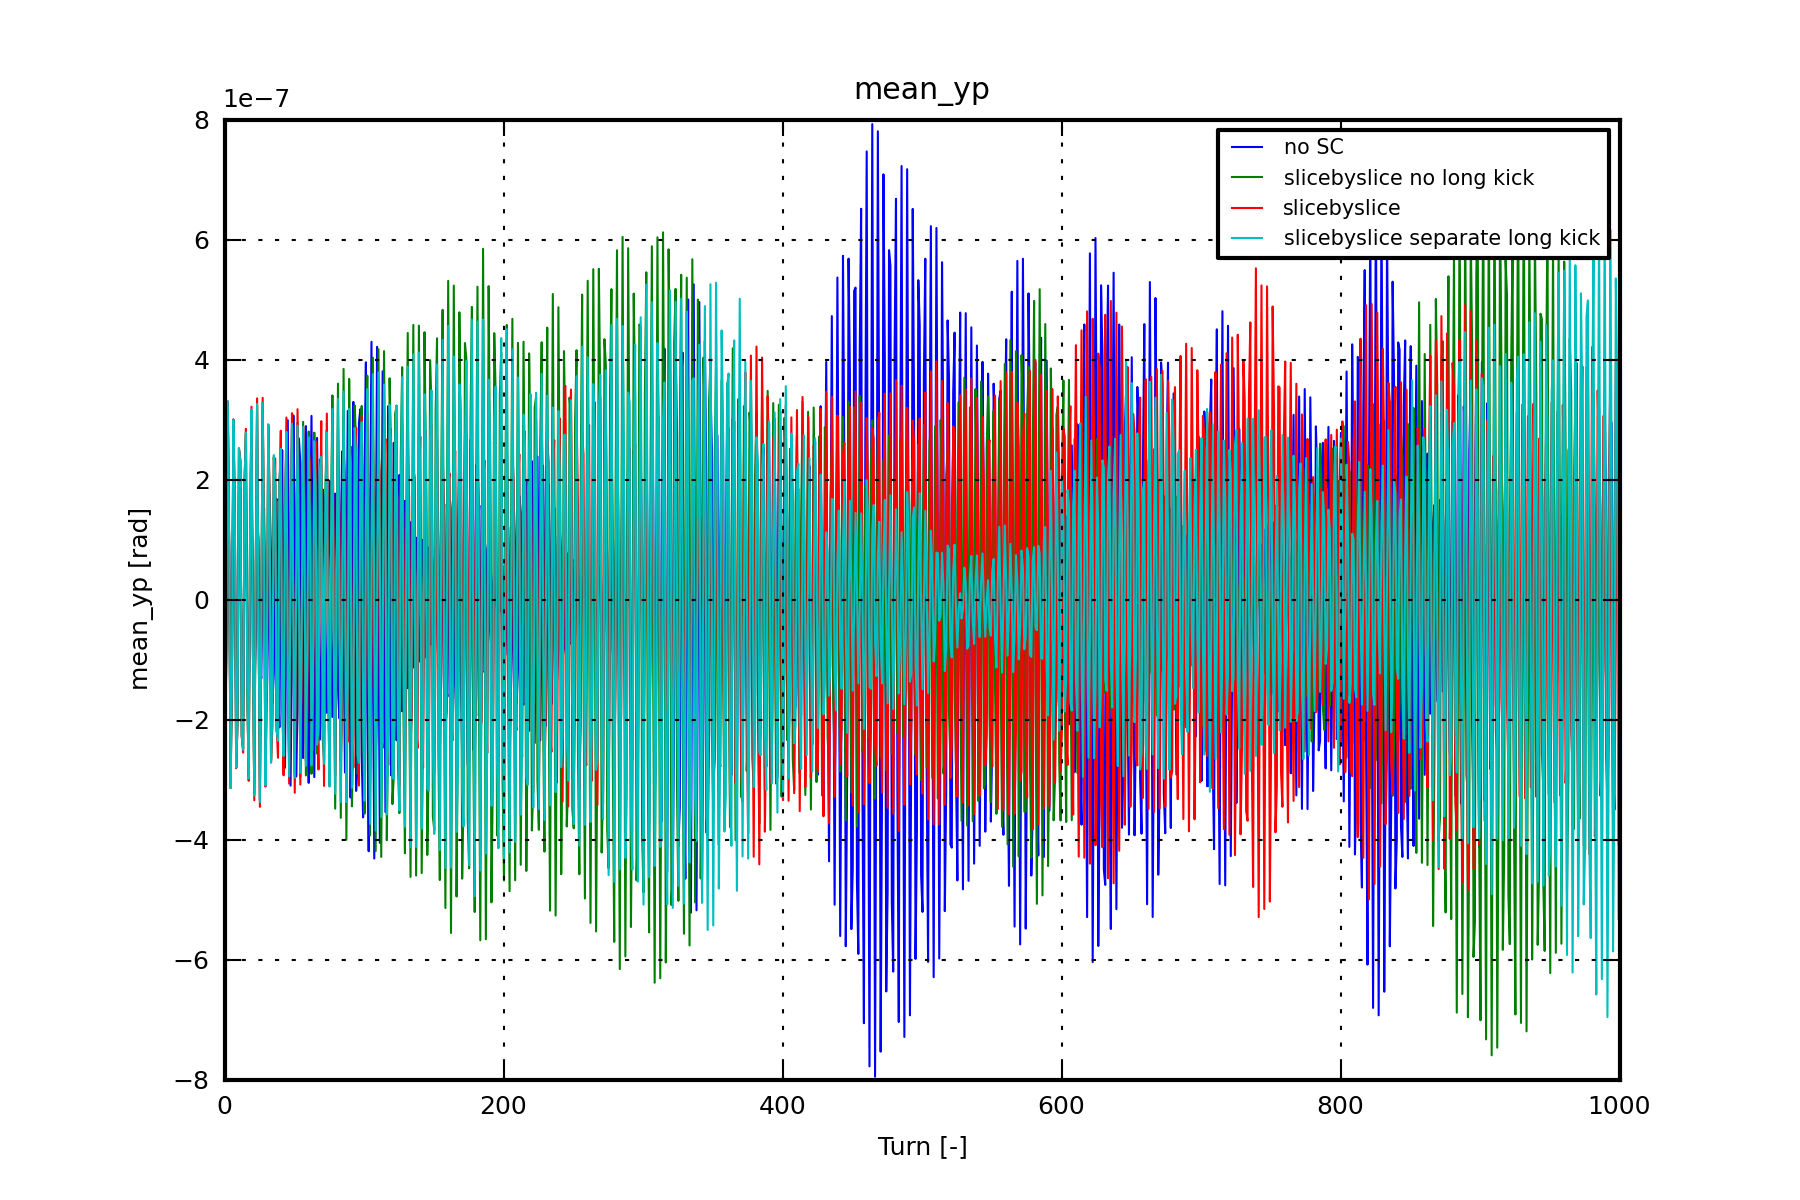 mean_yp
1e−7
8
6
4
2
0
−2
−4
−6
−8
mean_yp [rad]
no SC
slicebyslice no long kick
slicebyslice
slicebyslice separate long kick
0 200 400 600 800 1000
Turn [-]